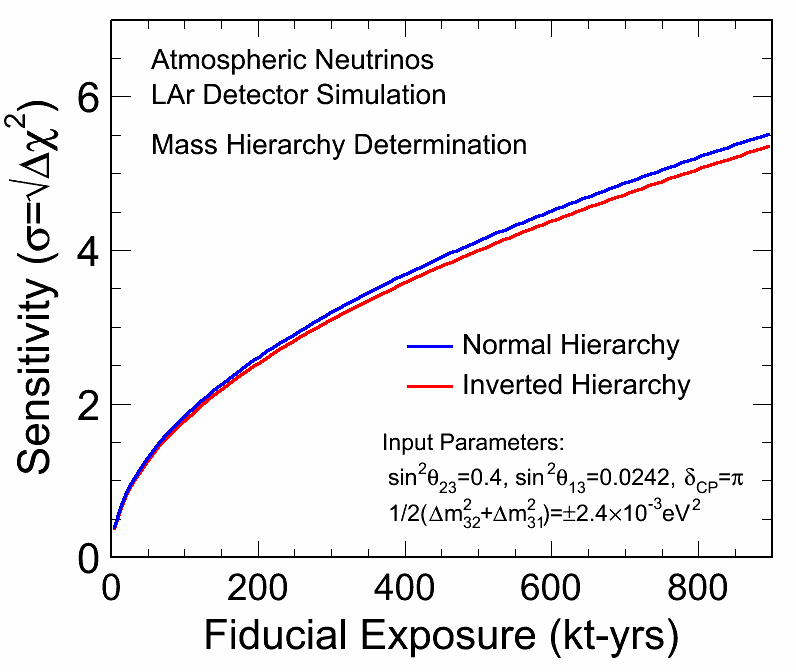 Atmospheric Neutrinos
LAr Detector Simulation
Mass Hierarchy Determination
Sensitivity (σ=√Δχ²)
6
4
2
0
Normal Hierarchy
Inverted Hierarchy
Input Parameters:
sin²θ₂₃=0.4, sin²θ₁₃=0.0242, δ_CP=π
1/2(Δm²₃₂+Δm²₃₁)=±2.4×10⁻³eV²
0 200 400 600 800
Fiducial Exposure (kt-yrs)